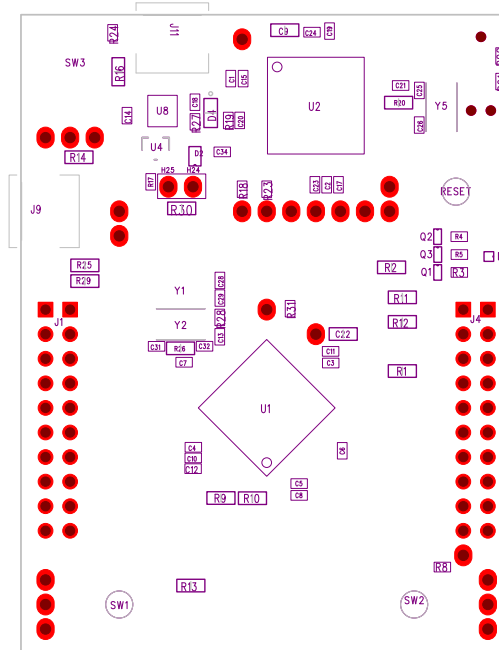 R24
J11
C9
C24
C19
SW3
R16
C1
C15
C21
C25
C18
D4
R20
Y5
U8
U2
C14
R27
R19
C20
C26
U4
D2
C34
R14
H25
H24
R17
R18
R23
C23
C2
C17
RESET
J9
R30
Q2
R4
Q3
R5
R25
R2
Q1
R3
R29
C28
Y1
C29
R11
R31
J1
R28
R12
J4
Y2
C13
C22
C31
R26
C32
C11
C7
C3
R1
U1
C4
C6
C10
C12
C5
R9
R10
C8
R8
R13
SW1
SW2